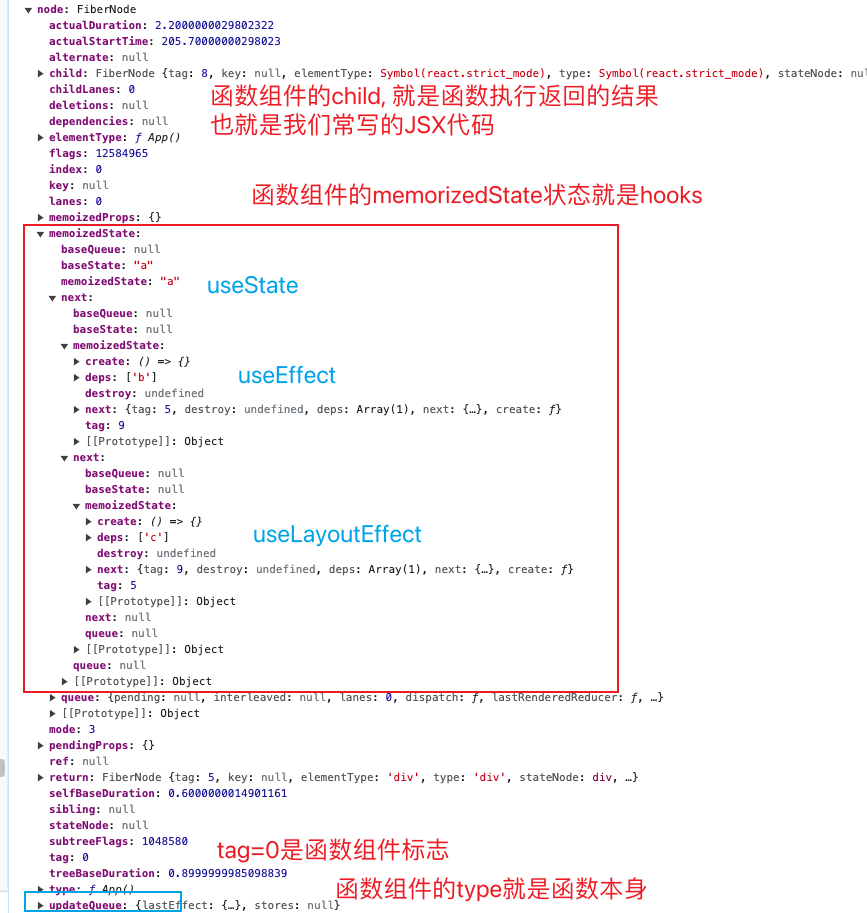 ▼ node: FiberNode
actualDuration: 2.2000000029802322
actualStartTime: 205.70000000298023
alternate: null
▶ child: FiberNode {tag: 8, key: null, elementType: Symbol(react.strict_mode), type: Symbol(react.strict_mode), stateNode: nul
childLanes: 0
函数组件的child, 就是函数执行返回的结果
deletions: null
dependencies: null
也就是我们常写的JSX代码
▶ elementType: ƒ App()
flags: 12584965
index: 0
key: null
函数组件的memorizedState状态就是hooks
lanes: 0
▶ memoizedProps: {}
▼ memoizedState:
baseQueue: null
baseState: "a"
memoizedState: "a"
useState
▼ next:
baseQueue: null
baseState: null
▼ memoizedState:
▶ create: () => {}
▶ deps: ['b']
useEffect
destroy: undefined
▶ next: {tag: 5, destroy: undefined, deps: Array(1), next: {…}, create: ƒ}
tag: 9
▶ [[Prototype]]: Object
▼ next:
baseQueue: null
baseState: null
▼ memoizedState:
▶ create: () => {}
▶ deps: ['c']
useLayoutEffect
destroy: undefined
▶ next: {tag: 9, destroy: undefined, deps: Array(1), next: {…}, create: ƒ}
tag: 5
▶ [[Prototype]]: Object
next: null
queue: null
▶ [[Prototype]]: Object
queue: null
▶ [[Prototype]]: Object
▶ queue: {pending: null, interleaved: null, lanes: 0, dispatch: ƒ, lastRenderedReducer: ƒ, …}
▶ [[Prototype]]: Object
mode: 3
▶ pendingProps: {}
ref: null
▶ return: FiberNode {tag: 5, key: null, elementType: 'div', type: 'div', stateNode: div, …}
selfBaseDuration: 0.6000000014901161
sibling: null
stateNode: null
subtreeFlags: 1048580
tag=0是函数组件标志
tag: 0
treeBaseDuration: 0.8999999985098839
▶ type: ƒ App()
函数组件的type就是函数本身
▶ updateQueue: {lastEffect: {…}, stores: null}